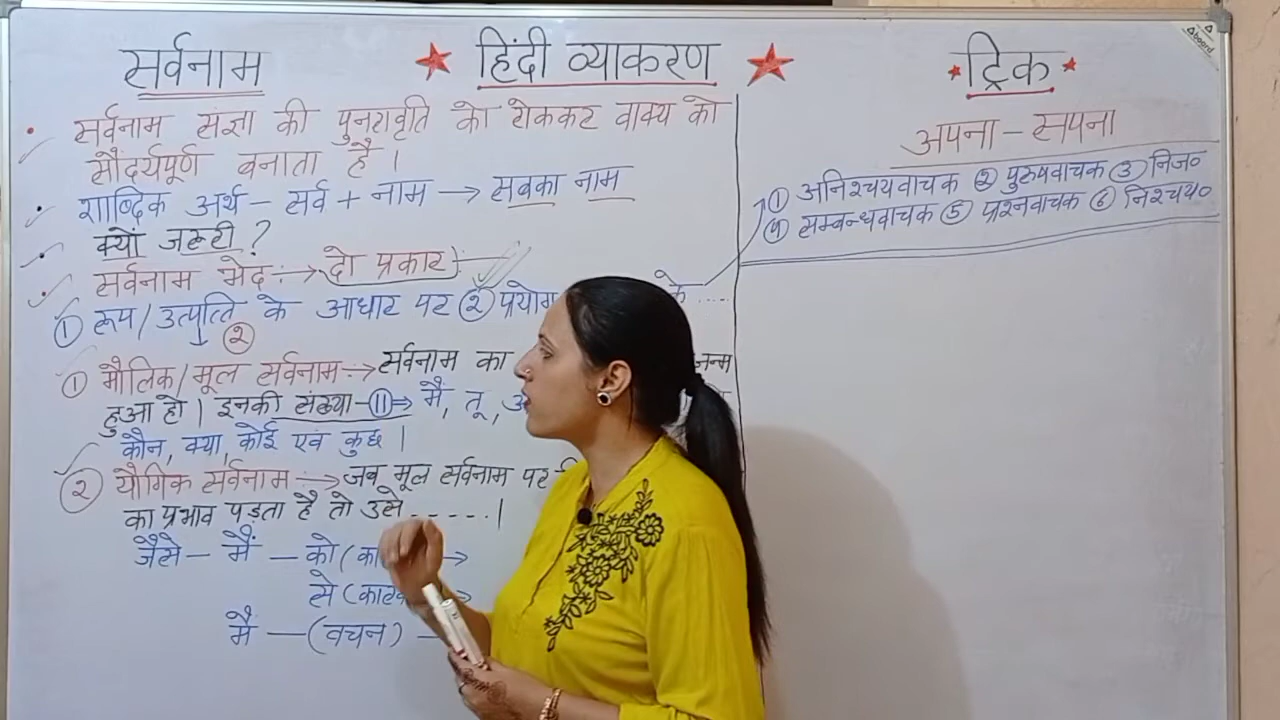 सर्वनाम
हिंदी व्याकरण
ट्रिक
सर्वनाम संज्ञा की पुनरावृति को रोककर वाक्य को
सौंदर्यपूर्ण बनाता है।
शाब्दिक अर्थ - सर्व + नाम → सबका नाम
क्यों जरूरी ?
सर्वनाम भेद :→ दो प्रकार :-
① रूप/उत्पत्ति के आधार पर ② प्रयोग के ....
②
① मौलिक/मूल सर्वनाम :→ सर्वनाम का जन्म
हुआ हो। इनकी संख्या - ⑪ ⇒ मैं, तू,
कौन, क्या, कोई एवं कुछ।
② यौगिक सर्वनाम :→ जब मूल सर्वनाम पर
का प्रभाव पड़ता है तो उसे -----।
जैसे - मैं - को ( →
से (कारक →
मैं - (वचन) -
अपना - सपना
① अनिश्चयवाचक ② पुरुषवाचक ③ निज०
④ सम्बन्धवाचक ⑤ प्रश्नवाचक ⑥ निश्चय०
board